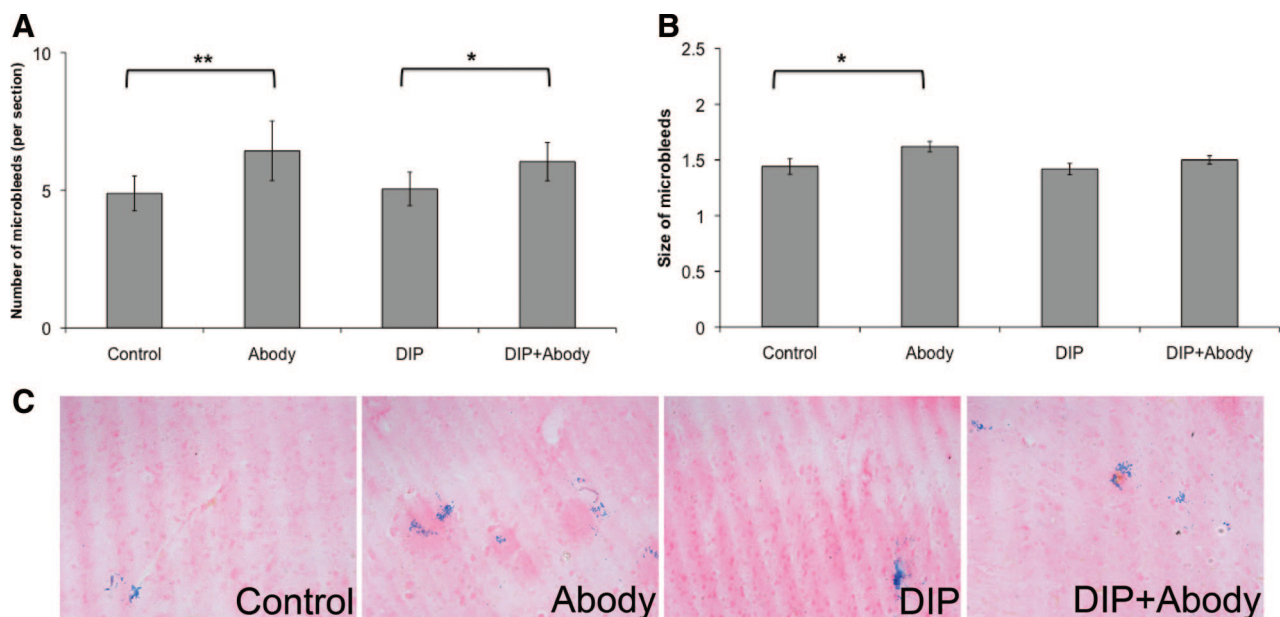 A
10
**
*
5
0
Number of microbleeds (per section)
Control Abody DIP DIP+Abody
B
2.5
*
2
1.5
1
0.5
0
Size of microbleeds
Control Abody DIP DIP+Abody
C
Control Abody DIP DIP+Abody